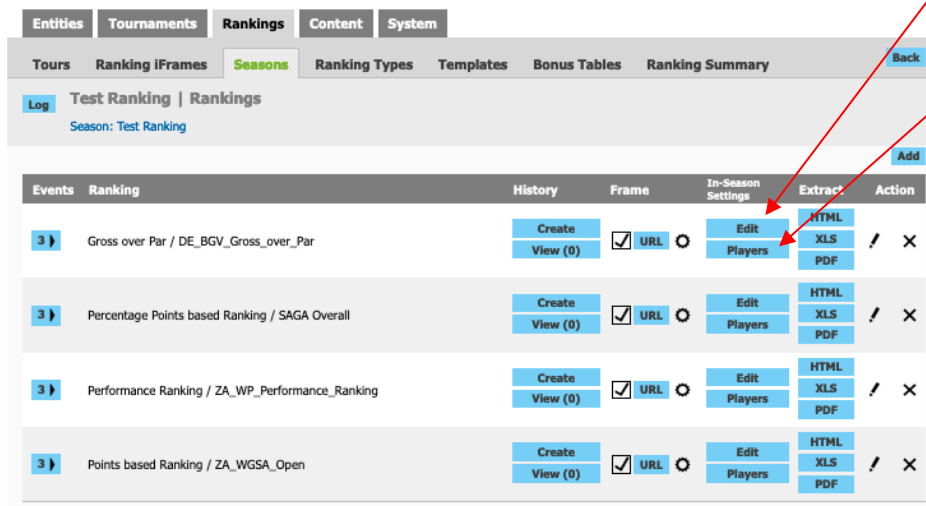 Entities Tournaments Rankings Content System
Tours Ranking iFrames Seasons Ranking Types Templates Bonus Tables Ranking Summary Back
Log Test Ranking | Rankings
Season: Test Ranking
Add
Events Ranking History Frame In-Season Settings Extract Action
3 Gross over Par / DE_BGV_Gross_over_Par Create View (0) URL Edit Players HTML XLS PDF
3 Percentage Points based Ranking / SAGA Overall Create View (0) URL Edit Players HTML XLS PDF
3 Performance Ranking / ZA_WP_Performance_Ranking Create View (0) URL Edit Players HTML XLS PDF
3 Points based Ranking / ZA_WGSA_Open Create View (0) URL Edit Players HTML XLS PDF